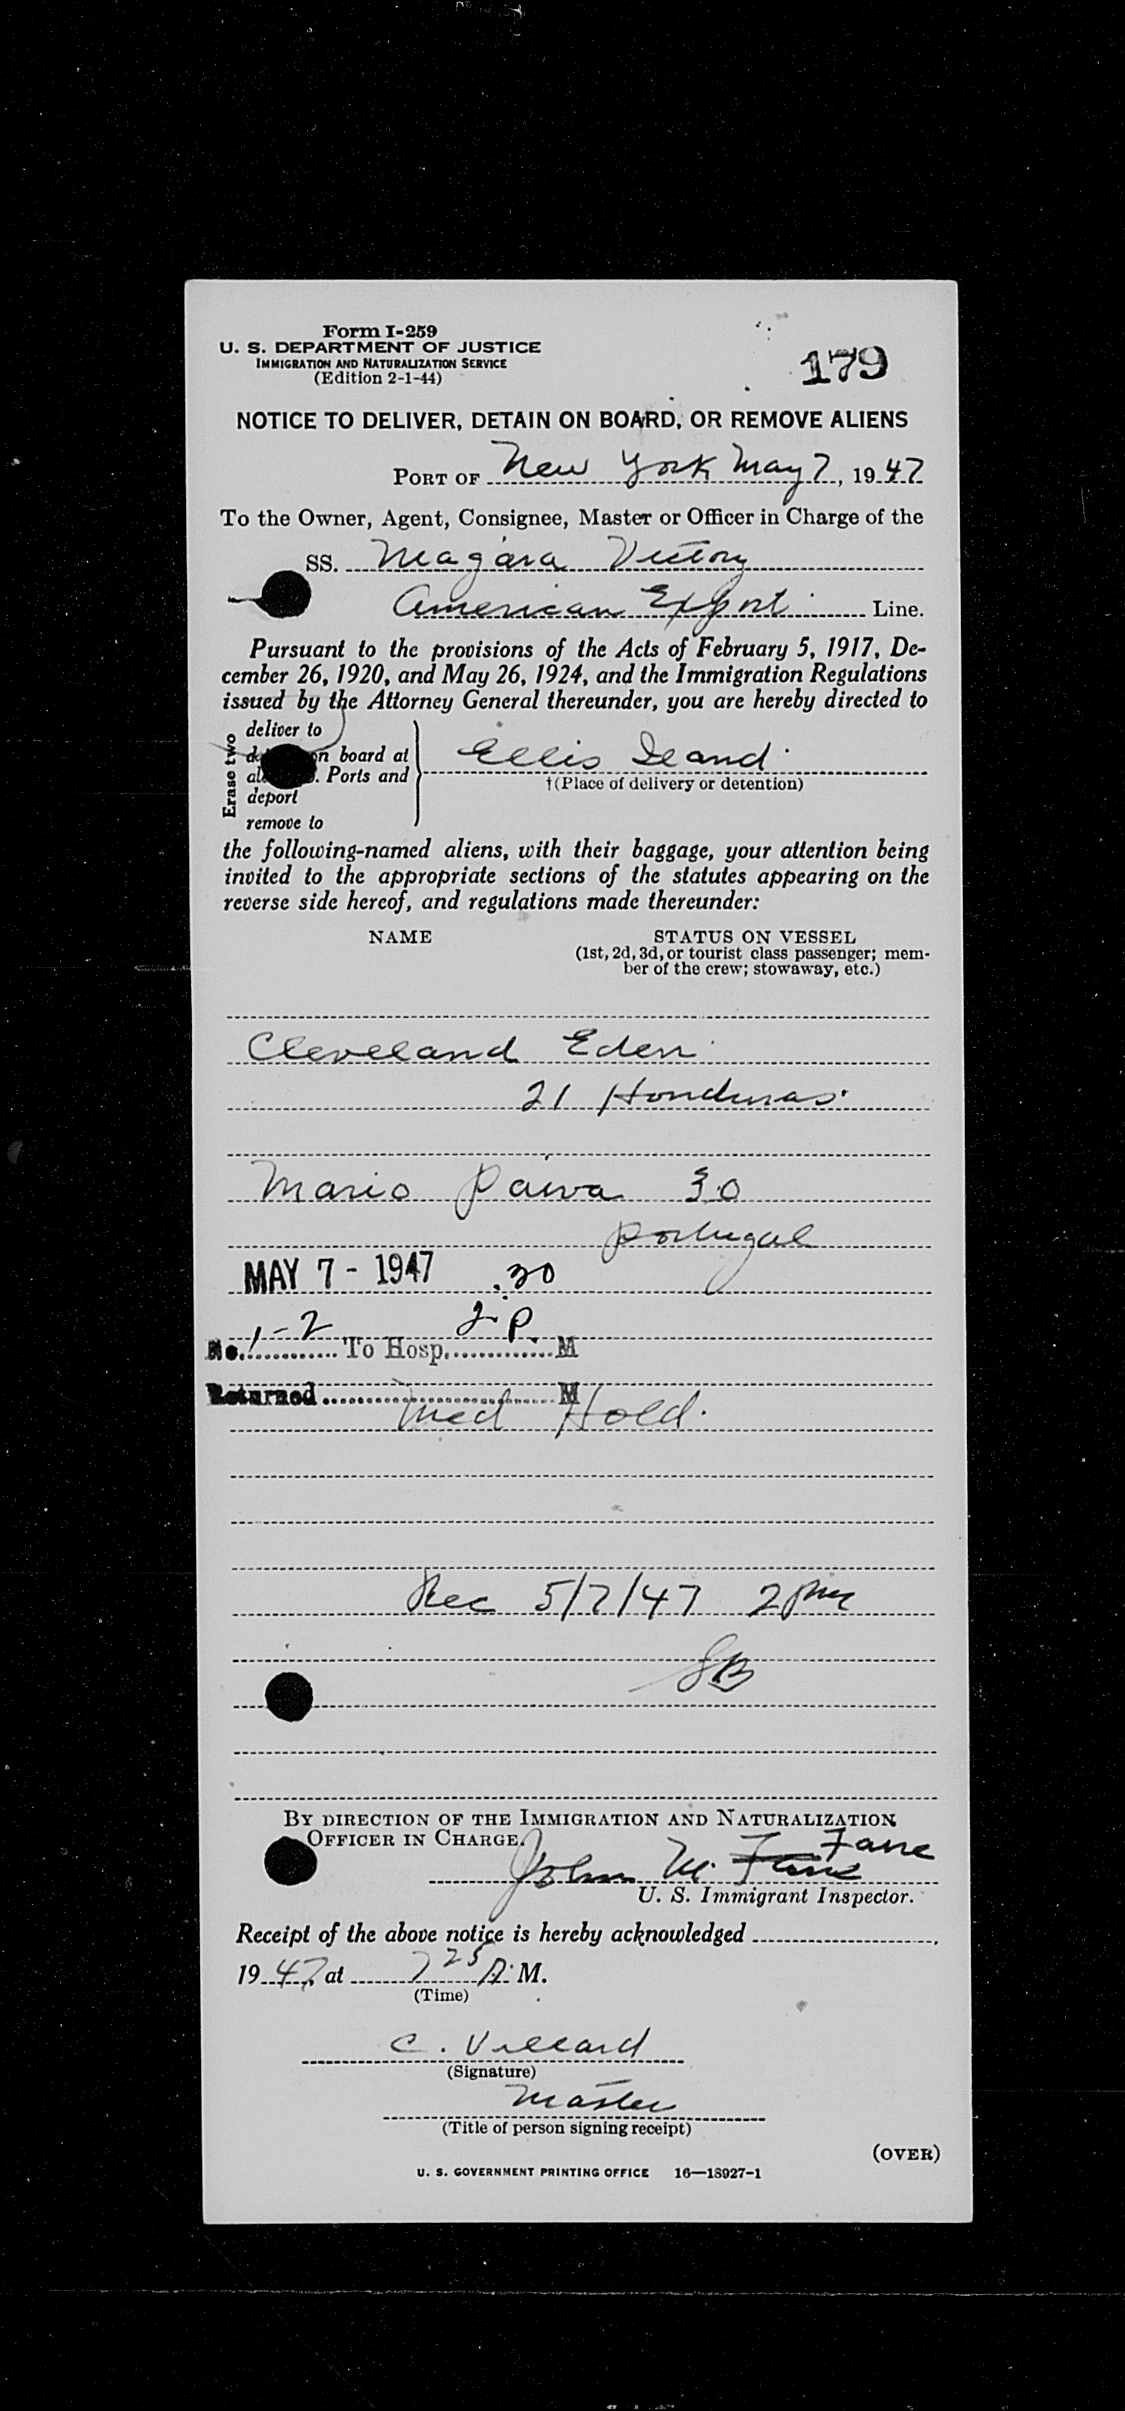 Form I-259
U. S. DEPARTMENT OF JUSTICE
IMMIGRATION AND NATURALIZATION SERVICE
(Edition 2-1-44)
179
NOTICE TO DELIVER, DETAIN ON BOARD, OR REMOVE ALIENS
PORT OF New York May 7, 1947
To the Owner, Agent, Consignee, Master or Officer in Charge of the
SS. Niagara Victory
American Export Line.
Pursuant to the provisions of the Acts of February 5, 1917, De-
cember 26, 1920, and May 26, 1924, and the Immigration Regulations
issued by the Attorney General thereunder, you are hereby directed to
Erase two
deliver to
on board at
Ports and
deport
remove to
Ellis Island
†(Place of delivery or detention)
the following-named aliens, with their baggage, your attention being
invited to the appropriate sections of the statutes appearing on the
reverse side hereof, and regulations made thereunder:
NAME STATUS ON VESSEL
(1st, 2d, 3d, or tourist class passenger; mem-
ber of the crew; stowaway, etc.)
Cleveland Eden
21 Honduras
Mario Paiva 30
Portugal
MAY 7 - 1947 .30
No. 1-2 To Hosp. 2 P. M
Returned M
Med Hold.
Rec 5/7/47 2 pm
SB
BY DIRECTION OF THE IMMIGRATION AND NATURALIZATION
OFFICER IN CHARGE.
John M. Fane
U. S. Immigrant Inspector.
Receipt of the above notice is hereby acknowledged
1947, at 7 25 A. M.
(Time)
C. Villard
(Signature)
Master
(Title of person signing receipt)
(OVER)
U. S. GOVERNMENT PRINTING OFFICE 16—18927-1